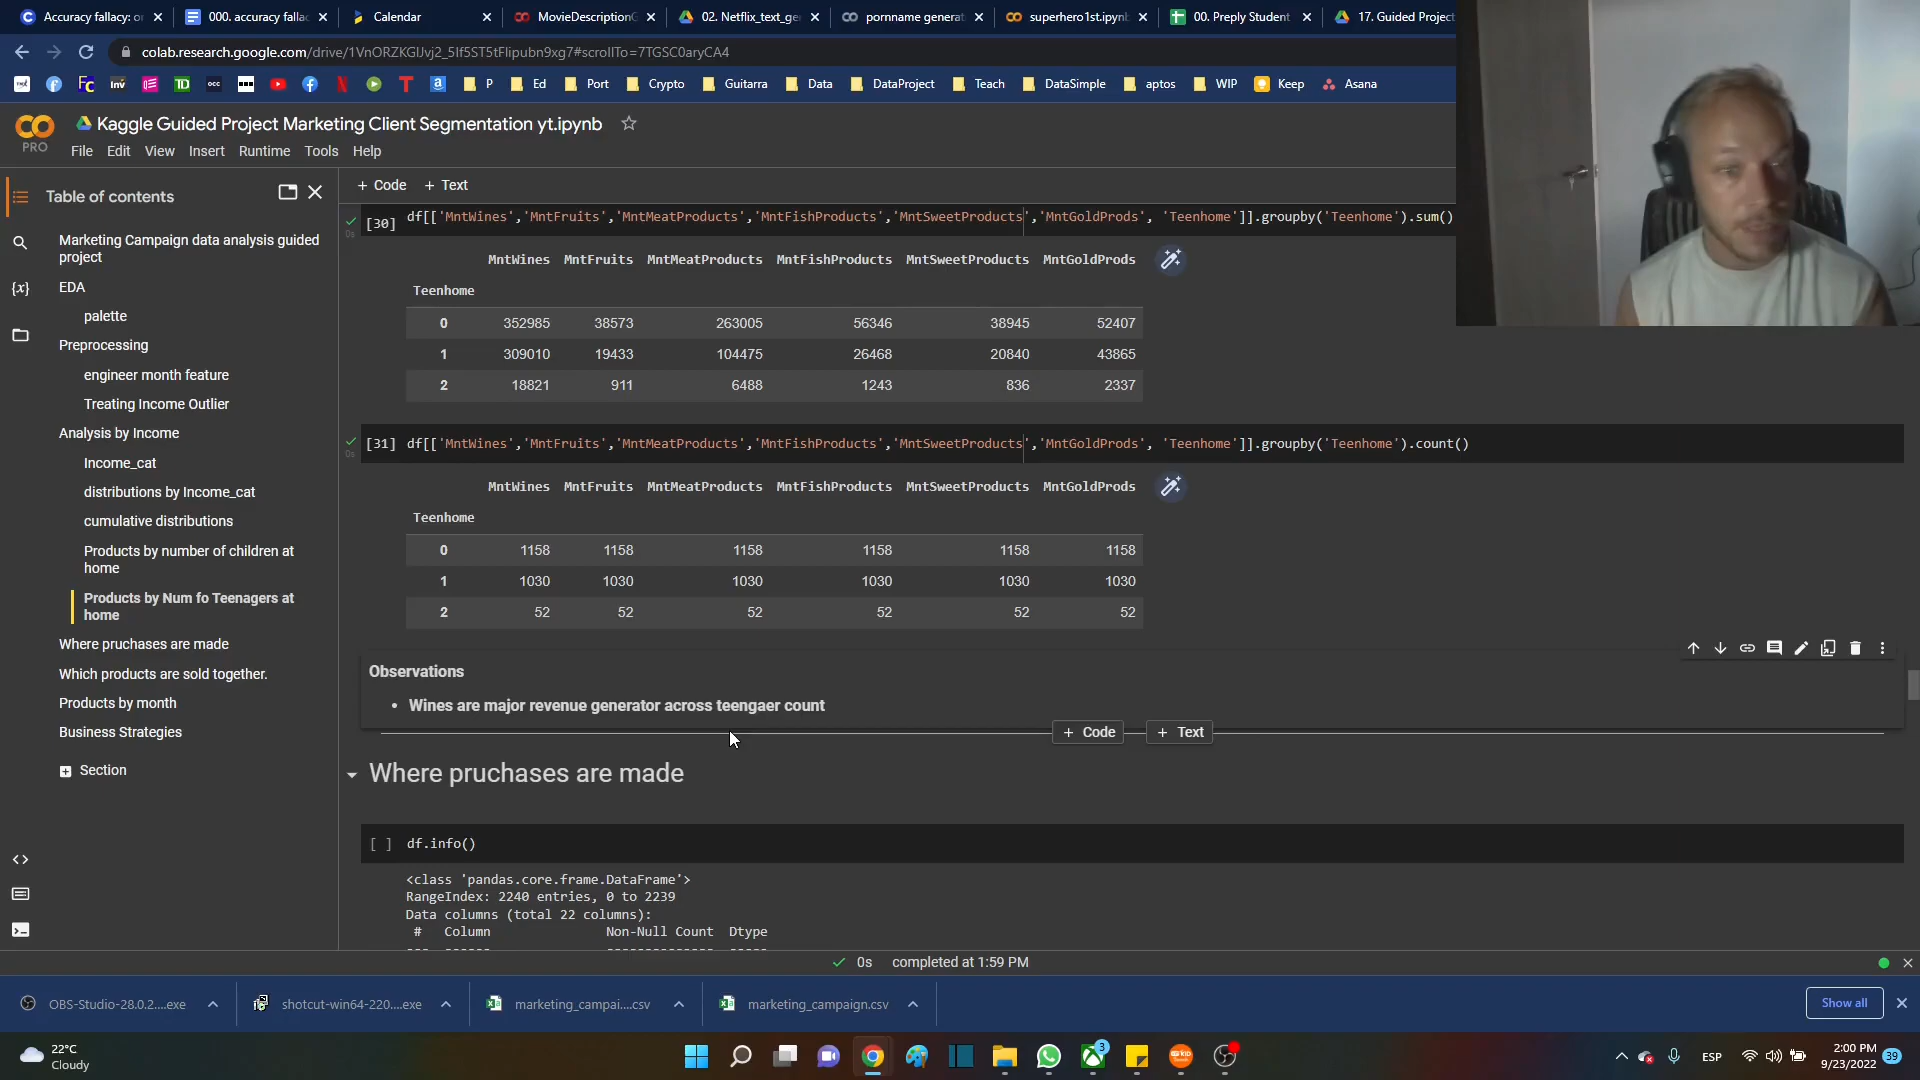 Accuracy fallacy: or
000. accuracy fallac
Calendar
MovieDescriptionG
02. Netflix_text_ge
pornname generat
superhero1st.ipynb
00. Preply Student
17. Guided Project
colab.research.google.com/drive/1VnORZKGlJvj2_5lf5ST5tFlipubn9xg7#scrollTo=7TGSC0aryCA4
P
Ed
Port
Crypto
Guitarra
Data
DataProject
Teach
DataSimple
aptos
WIP
Keep
Asana
PRO
Kaggle Guided Project Marketing Client Segmentation yt.ipynb
File Edit View Insert Runtime Tools Help
Table of contents
Marketing Campaign data analysis guided
project
EDA
palette
Preprocessing
engineer month feature
Treating Income Outlier
Analysis by Income
Income_cat
distributions by Income_cat
cumulative distributions
Products by number of children at
home
Products by Num fo Teenagers at
home
Where pruchases are made
Which products are sold together.
Products by month
Business Strategies
Section
+ Code + Text
[30] df[['MntWines','MntFruits','MntMeatProducts','MntFishProducts','MntSweetProducts','MntGoldProds', 'Teenhome']].groupby('Teenhome').sum()
0s
MntWines MntFruits MntMeatProducts MntFishProducts MntSweetProducts MntGoldProds
Teenhome
0 352985 38573 263005 56346 38945 52407
1 309010 19433 104475 26468 20840 43865
2 18821 911 6488 1243 836 2337
[31] df[['MntWines','MntFruits','MntMeatProducts','MntFishProducts','MntSweetProducts','MntGoldProds', 'Teenhome']].groupby('Teenhome').count()
0s
MntWines MntFruits MntMeatProducts MntFishProducts MntSweetProducts MntGoldProds
Teenhome
0 1158 1158 1158 1158 1158 1158
1 1030 1030 1030 1030 1030 1030
2 52 52 52 52 52 52
Observations
• Wines are major revenue generator across teengaer count
+ Code + Text
Where pruchases are made
[ ] df.info()
<class 'pandas.core.frame.DataFrame'>
RangeIndex: 2240 entries, 0 to 2239
Data columns (total 22 columns):
# Column Non-Null Count Dtype
0s completed at 1:59 PM
OBS-Studio-28.0.2....exe
shotcut-win64-220....exe
marketing_campai....csv
marketing_campaign.csv
Show all
22°C
Cloudy
3
ESP
2:00 PM
9/23/2022
39